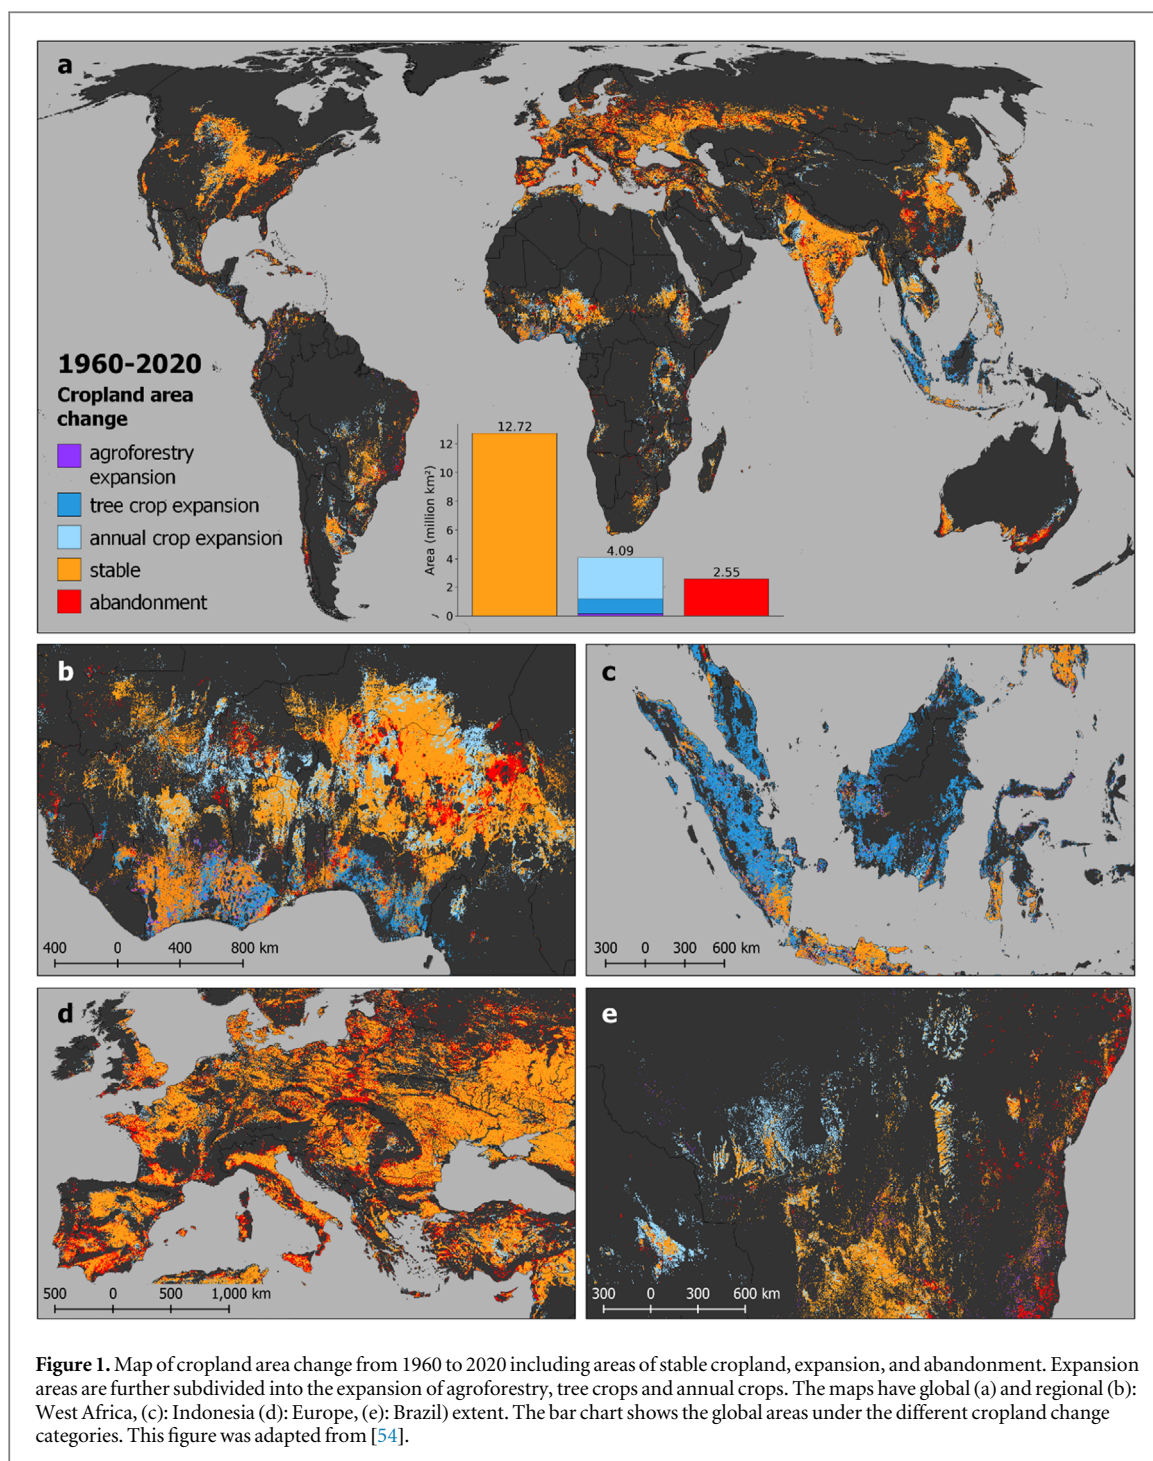 a
1960-2020
Cropland area
change
agroforestry
expansion
tree crop expansion
annual crop expansion
stable
abandonment
Area (million km²)
12
10
8
6
4
2
0
12.72
4.09
2.55
b
400 0 400 800 km
c
300 0 300 600 km
d
500 0 500 1,000 km
e
300 0 300 600 km
Figure 1. Map of cropland area change from 1960 to 2020 including areas of stable cropland, expansion, and abandonment. Expansion
areas are further subdivided into the expansion of agroforestry, tree crops and annual crops. The maps have global (a) and regional (b):
West Africa, (c): Indonesia (d): Europe, (e): Brazil) extent. The bar chart shows the global areas under the different cropland change
categories. This figure was adapted from [54].